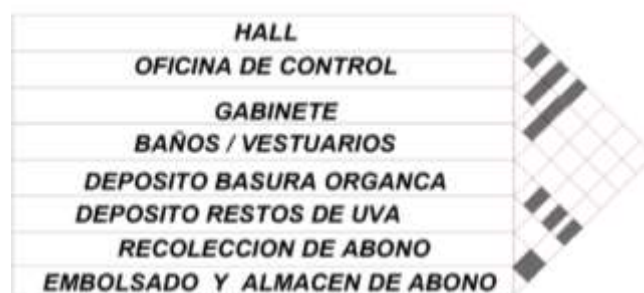 HALL
OFICINA DE CONTROL
GABINETE
BAÑOS / VESTUARIOS
DEPOSITO BASURA ORGANCA
DEPOSITO RESTOS DE UVA
RECOLECCION DE ABONO
EMBOLSADO Y ALMACEN DE ABONO